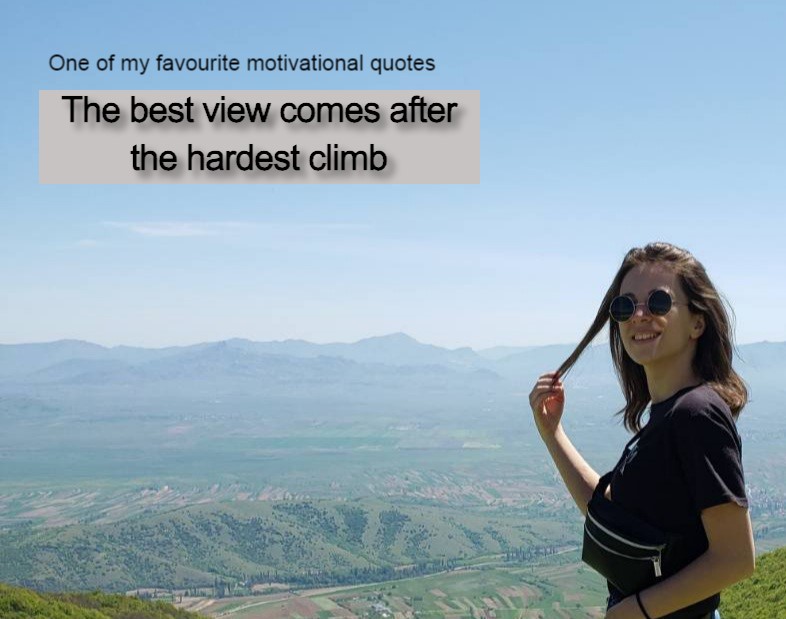 One of my favourite motivational quotes
The best view comes after
the hardest climb